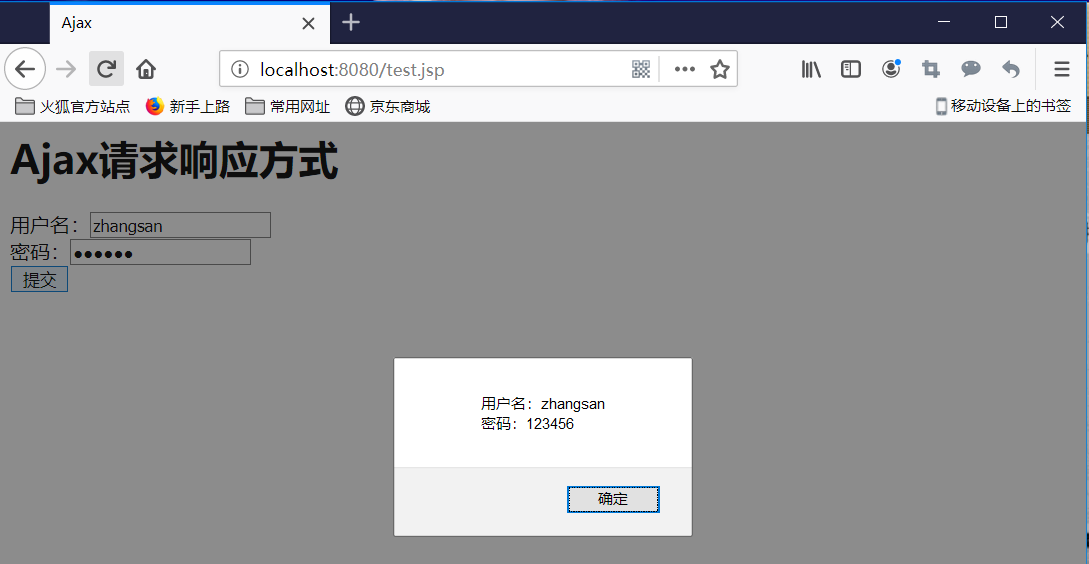 Ajax
localhost:8080/test.jsp
火狐官方站点 新手上路 常用网址 京东商城 移动设备上的书签
Ajax请求响应方式
用户名：zhangsan
密码：●●●●●●
提交
用户名：zhangsan
密码：123456
确定